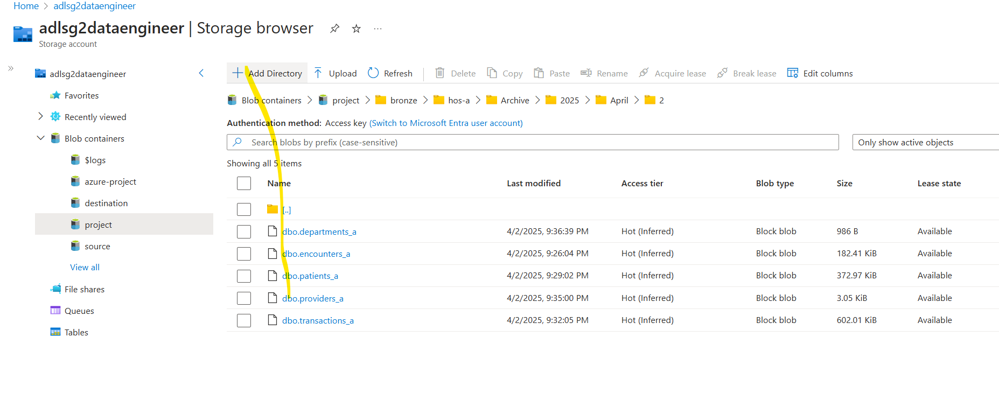 Home > adlsg2dataengineer
adlsg2dataengineer | Storage browser ...
Storage account
adlsg2dataengineer
Favorites
Recently viewed
Blob containers
$logs
azure-project
destination
project
source
View all
File shares
Queues
Tables
Add Directory Upload Refresh Delete Copy Paste Rename Acquire lease Break lease Edit columns
Blob containers > project > bronze > hos-a > Archive > 2025 > April > 2
Authentication method: Access key (Switch to Microsoft Entra user account)
Search blobs by prefix (case-sensitive) Only show active objects
Showing all 5 items
Name Last modified Access tier Blob type Size Lease state
[..]
dbo.departments_a 4/2/2025, 9:36:39 PM Hot (Inferred) Block blob 986 B Available
dbo.encounters_a 4/2/2025, 9:26:04 PM Hot (Inferred) Block blob 182.41 KiB Available
dbo.patients_a 4/2/2025, 9:29:02 PM Hot (Inferred) Block blob 372.97 KiB Available
dbo.providers_a 4/2/2025, 9:35:00 PM Hot (Inferred) Block blob 3.05 KiB Available
dbo.transactions_a 4/2/2025, 9:32:05 PM Hot (Inferred) Block blob 602.01 KiB Available